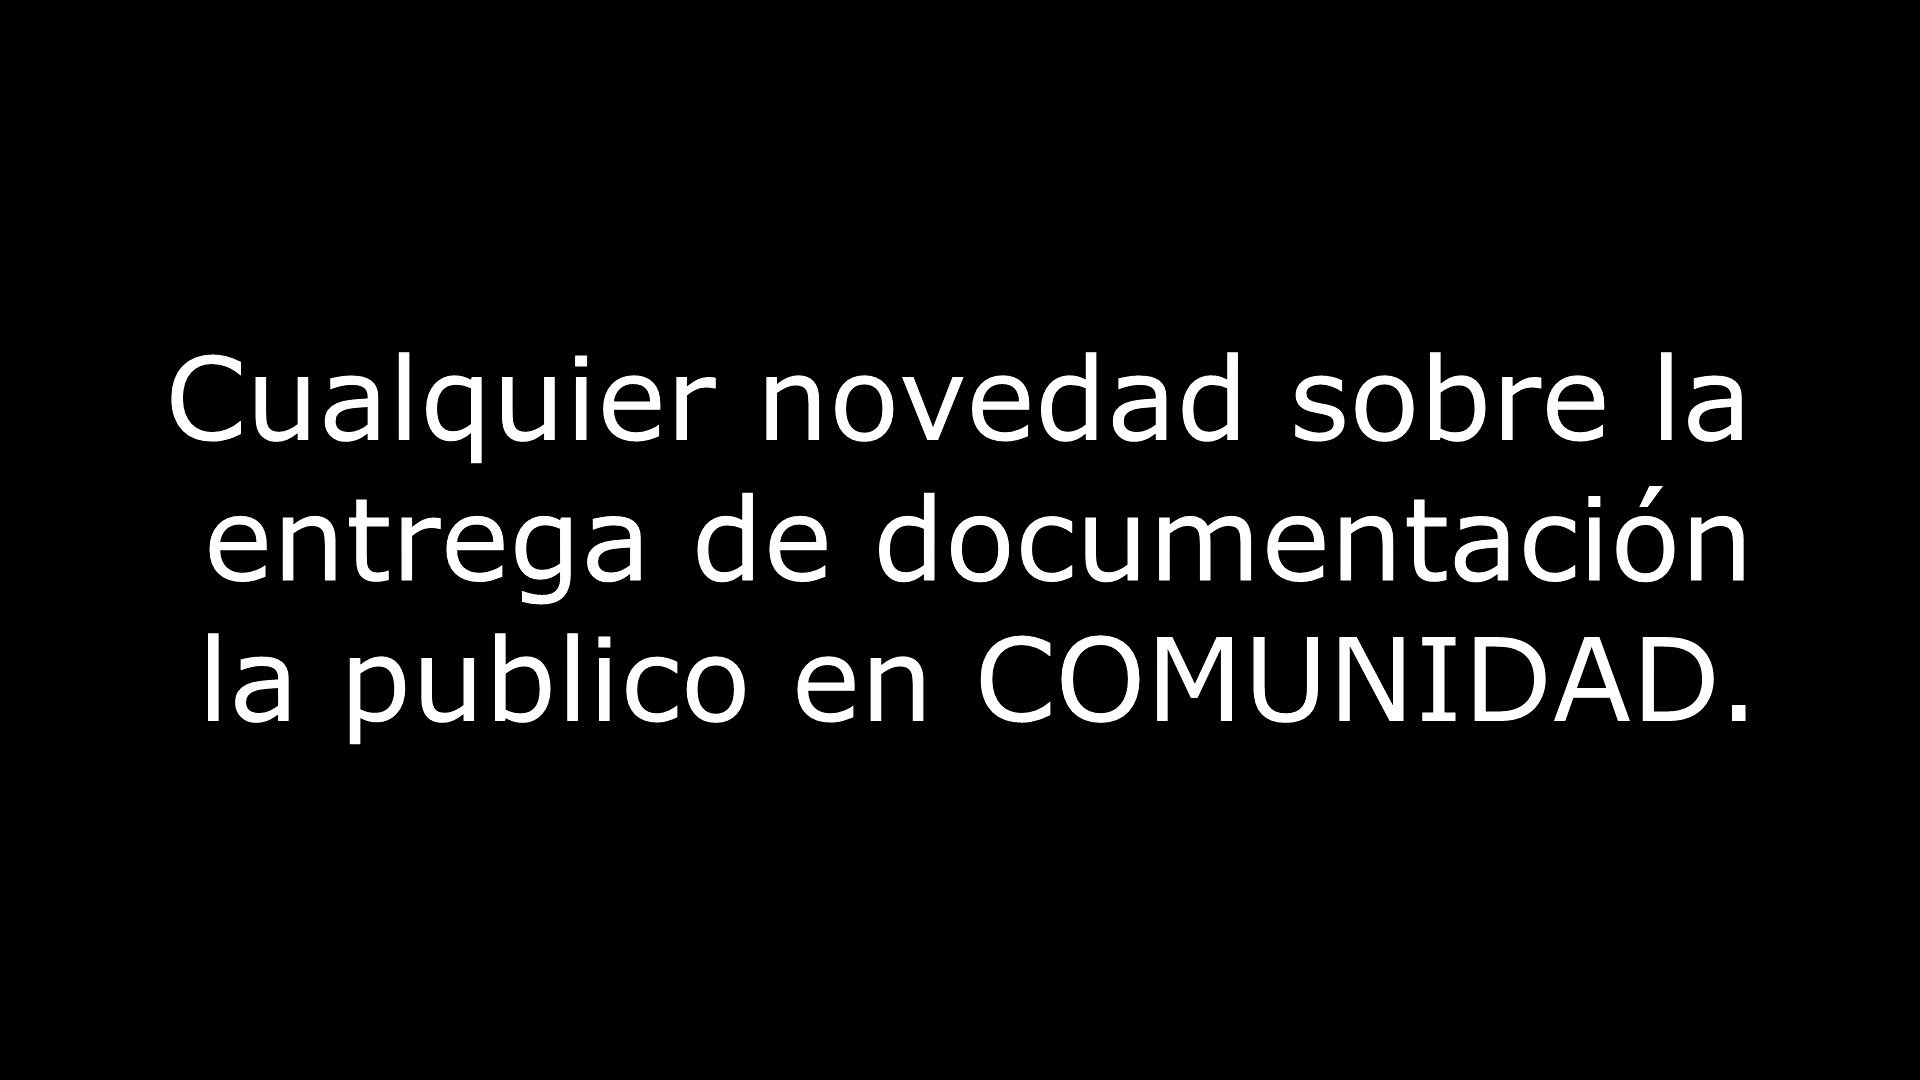 Cualquier novedad sobre la
entrega de documentación
la publico en COMUNIDAD.